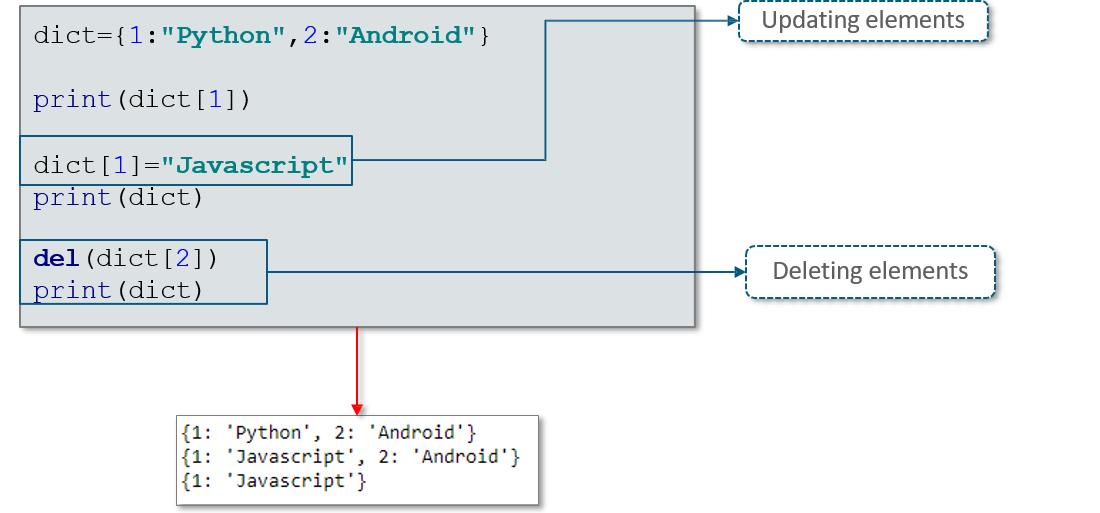 dict={1:"Python",2:"Android"}
print(dict[1])
dict[1]="Javascript"
print(dict)
del(dict[2])
print(dict)
Updating elements
Deleting elements
{1: 'Python', 2: 'Android'}
{1: 'Javascript', 2: 'Android'}
{1: 'Javascript'}